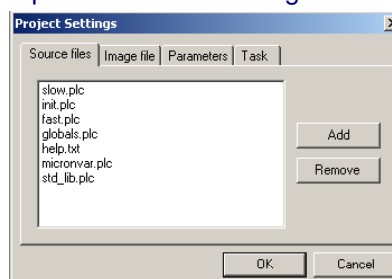 Project Settings
Source files Image file Parameters Task
slow.plc
init.plc
fast.plc
globals.plc
help.txt
micronvar.plc
std_lib.plc
Add
Remove
OK Cancel